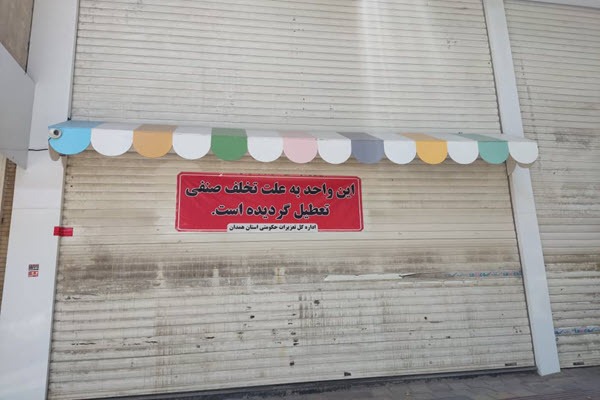 این واحد به علت تخلف صنفی
تعطیل گردیده است.
اداره کل تعزیرات حکومتی استان همدان